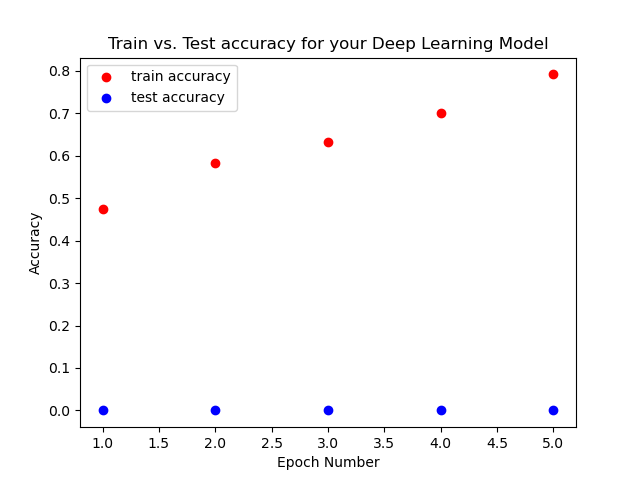 Train vs. Test accuracy for your Deep Learning Model
train accuracy
test accuracy
0.8
0.7
0.6
0.5
0.4
0.3
0.2
0.1
0.0
Accuracy
1.0 1.5 2.0 2.5 3.0 3.5 4.0 4.5 5.0
Epoch Number